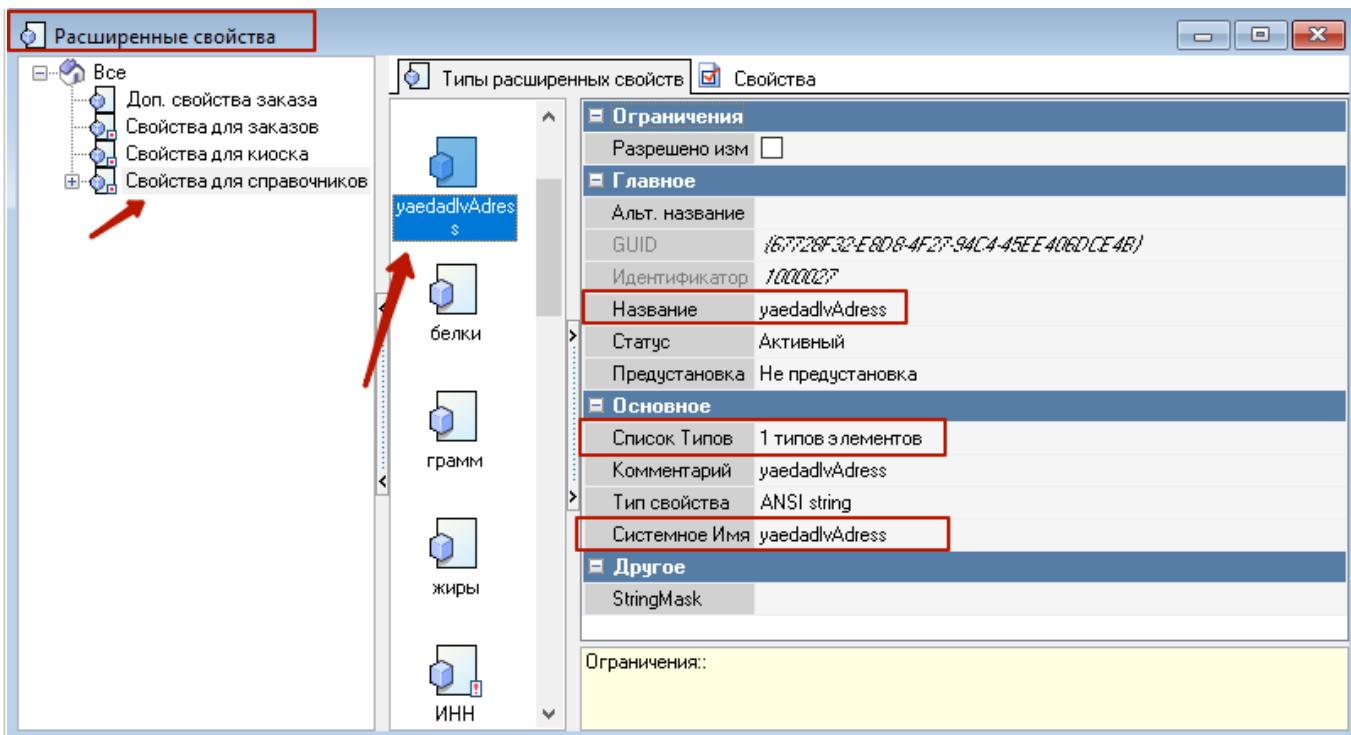 Расширенные свойства
Все
Доп. свойства заказа
Свойства для заказов
Свойства для киоска
Свойства для справочников
Типы расширенных свойств
Свойства
yaedadlvAdres
s
белки
грамм
жиры
ИНН
Ограничения
Разрешено изм
Главное
Альт. название
GUID {67728F32-E8D8-4F27-94C4-45EE406DCE4B}
Идентификатор 1000027
Название yaedadlvAdress
Статус Активный
Предустановка Не предустановка
Основное
Список Типов 1 типов элементов
Комментарий yaedadlvAdress
Тип свойства ANSI string
Системное Имя yaedadlvAdress
Другое
StringMask
Ограничения::